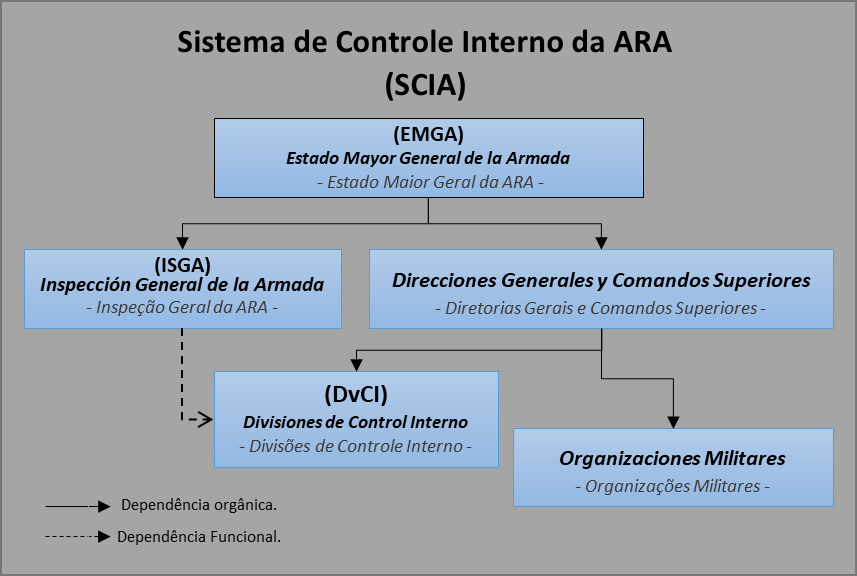 Sistema de Controle Interno da ARA
(SCIA)
(EMGA)
Estado Mayor General de la Armada
- Estado Maior Geral da ARA -
(ISGA)
Inspección General de la Armada
- Inspeção Geral da ARA -
Direcciones Generales y Comandos Superiores
- Diretorias Gerais e Comandos Superiores -
(DvCI)
Divisiones de Control Interno
- Divisões de Controle Interno -
Organizaciones Militares
- Organizações Militares -
Dependência orgânica.
Dependência Funcional.